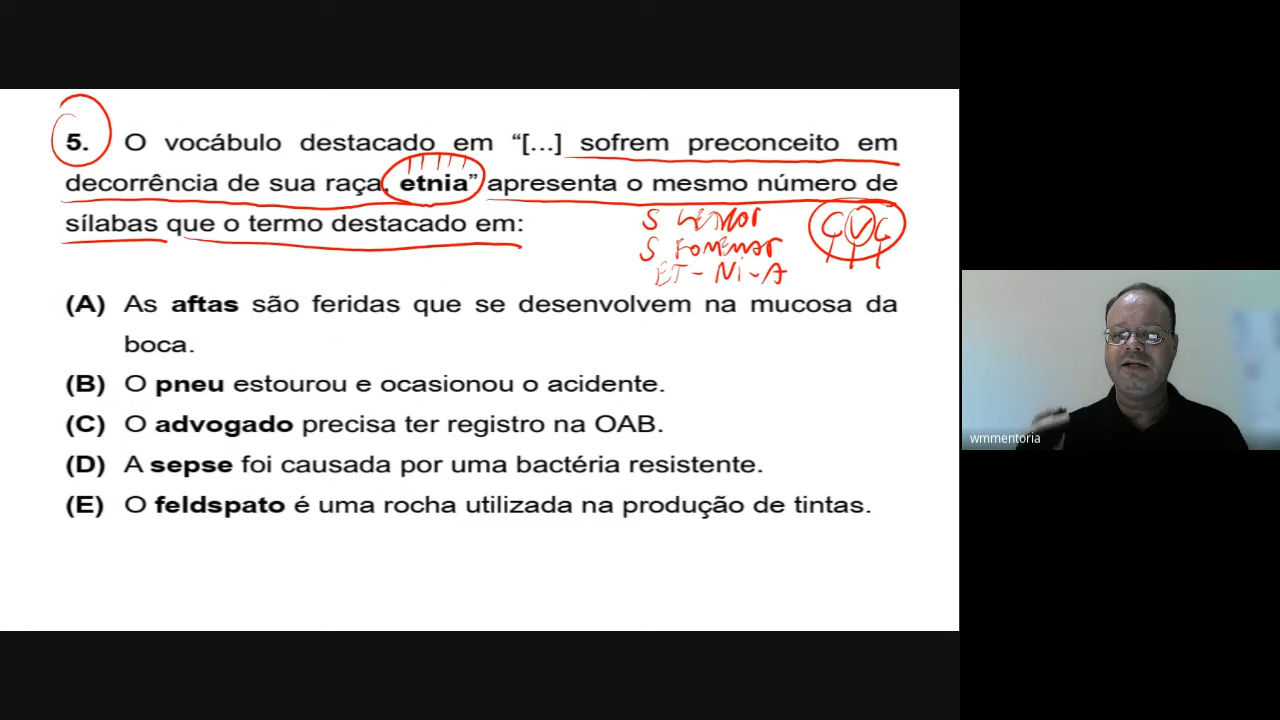 5. O vocábulo destacado em “[...] sofrem preconceito em
decorrência de sua raça, etnia” apresenta o mesmo número de
sílabas que o termo destacado em:
S
S
ET - Ni - A
C V C
(A) As aftas são feridas que se desenvolvem na mucosa da
boca.
(B) O pneu estourou e ocasionou o acidente.
(C) O advogado precisa ter registro na OAB.
(D) A sepse foi causada por uma bactéria resistente.
(E) O feldspato é uma rocha utilizada na produção de tintas.
wmmentoria